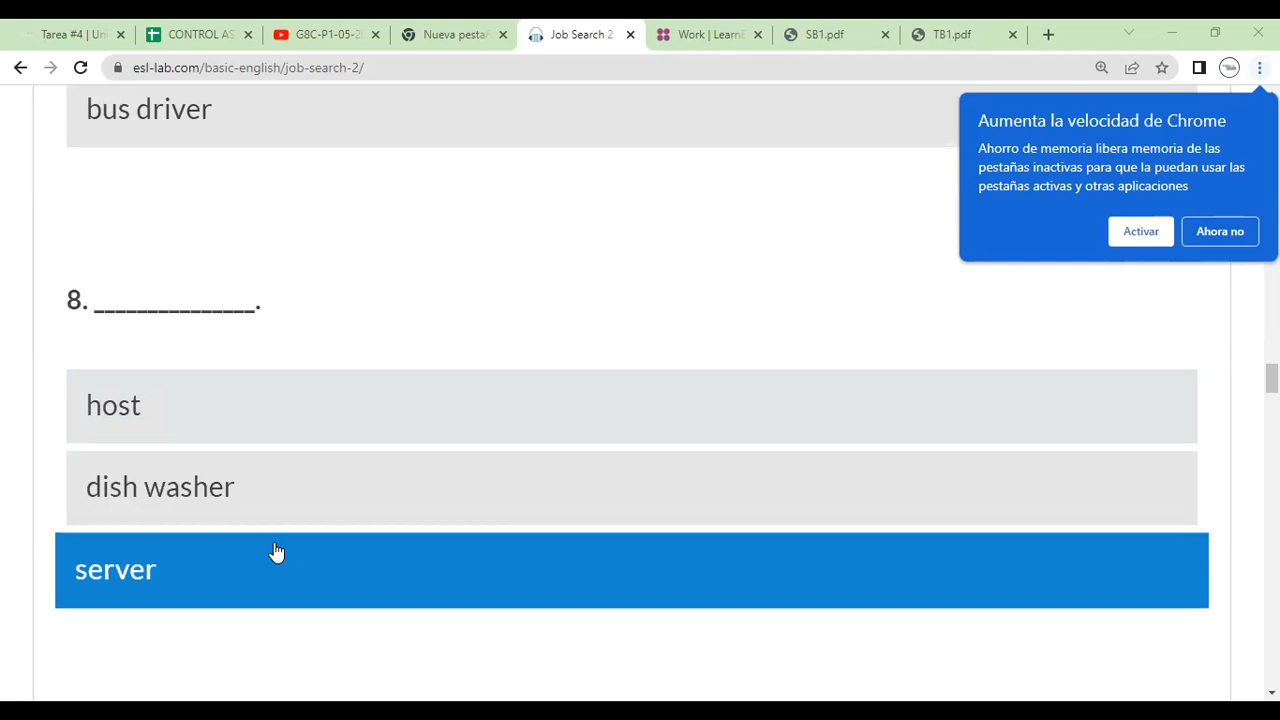 Tarea #4 | Un
CONTROL AS
G8C-P1-05-2
Nueva pestañ
Job Search 2
Work | LearnE
SB1.pdf
TB1.pdf
esl-lab.com/basic-english/job-search-2/
bus driver
Aumenta la velocidad de Chrome
Ahorro de memoria libera memoria de las
pestañas inactivas para que la puedan usar las
pestañas activas y otras aplicaciones
Activar
Ahora no
8. _______________.
host
dish washer
server